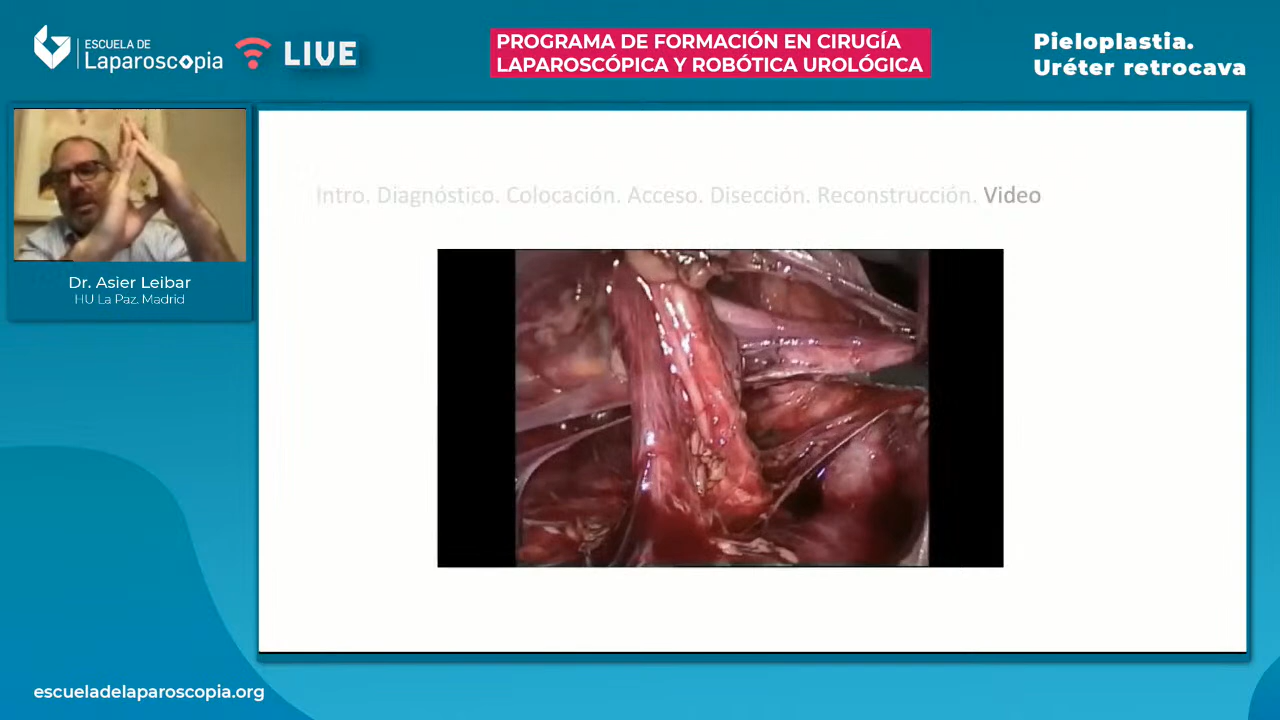 ESCUELA DE
Laparoscopia
LIVE
PROGRAMA DE FORMACIÓN EN CIRUGÍA
LAPAROSCÓPICA Y ROBÓTICA UROLÓGICA
Pieloplastia.
Uréter retrocava
Dr. Asier Leibar
HU La Paz. Madrid
Intro. Diagnóstico. Colocación. Acceso. Disección. Reconstrucción. Video
escueladelaparoscopia.org